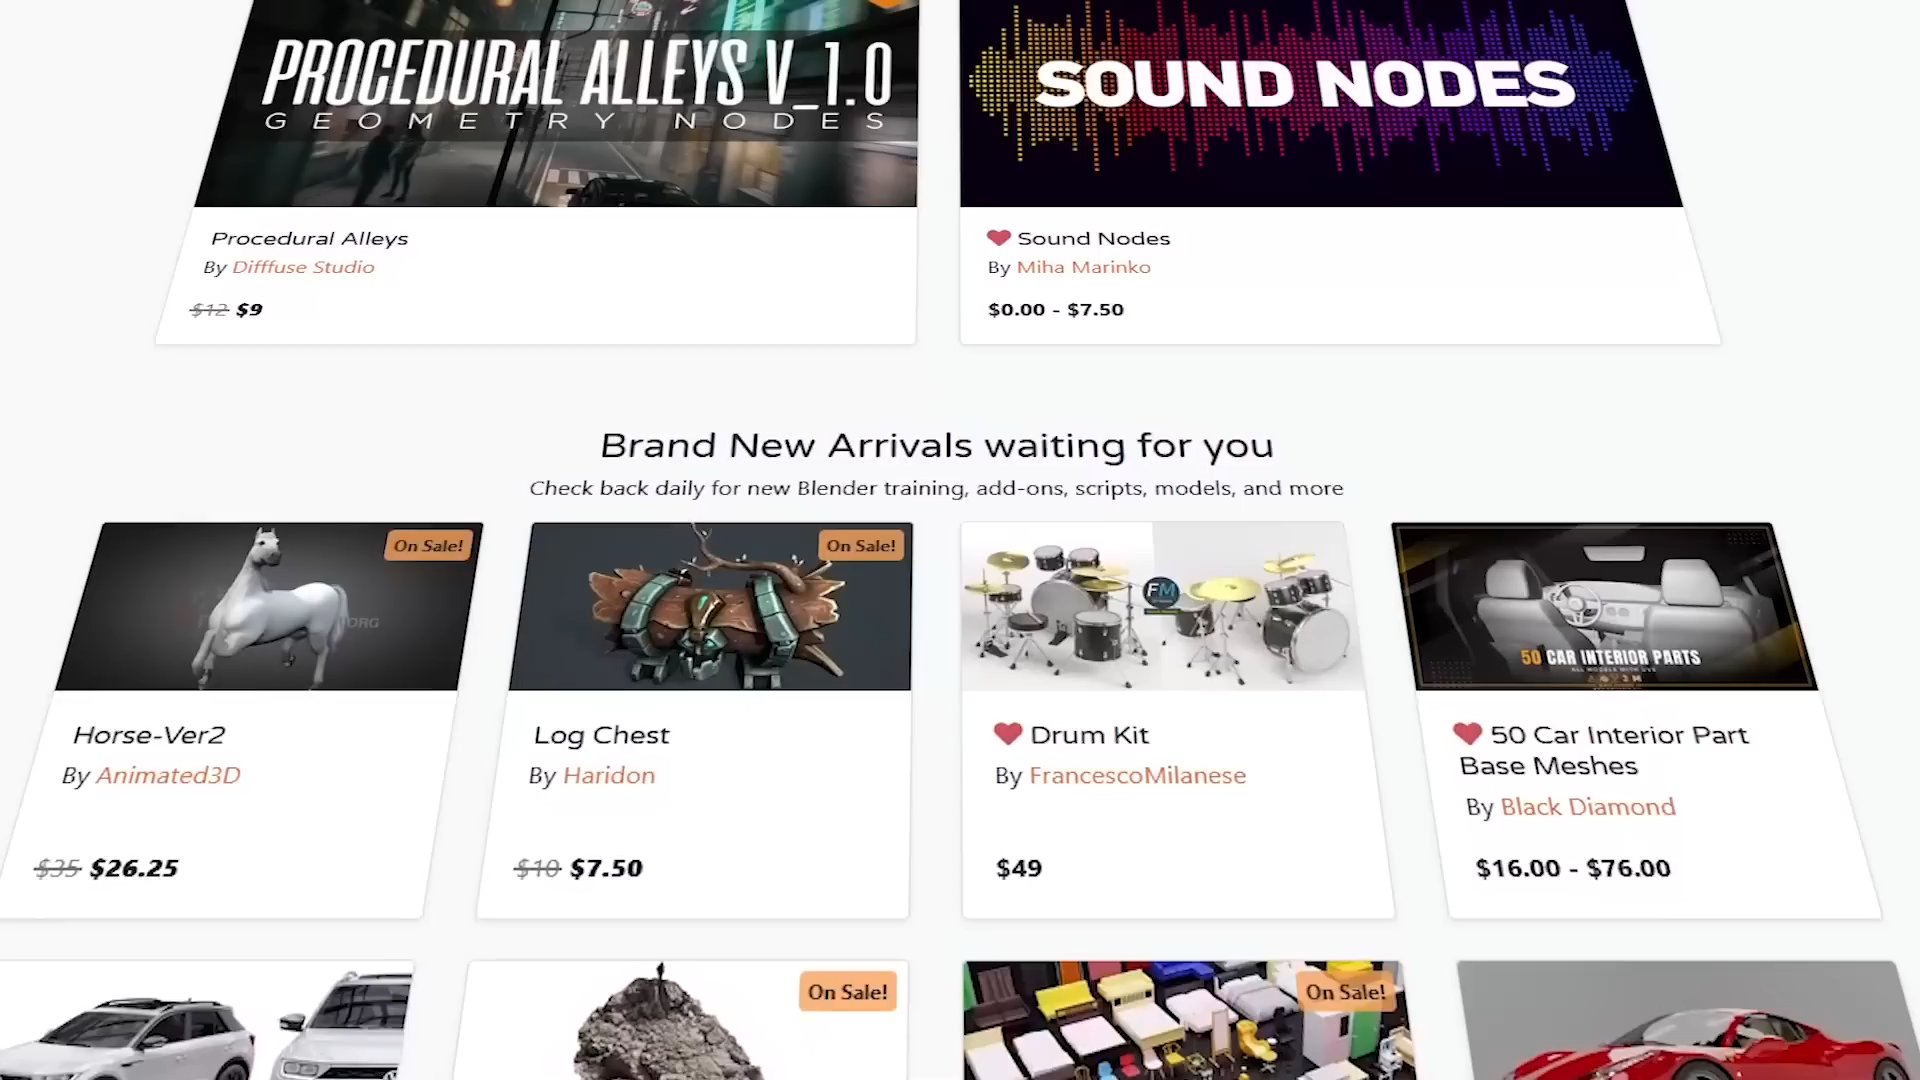 PROCEDURAL ALLEYS V_1.0
GEOMETRY NODES
SOUND NODES
Procedural Alleys
By Difffuse Studio
$12 $9
Sound Nodes
By Miha Marinko
$0.00 - $7.50
Brand New Arrivals waiting for you
Check back daily for new Blender training, add-ons, scripts, models, and more
On Sale!
On Sale!
FM
50 CAR INTERIOR PARTS
Horse-Ver2
By Animated3D
$35 $26.25
Log Chest
By Haridon
$10 $7.50
Drum Kit
By FrancescoMilanese
$49
50 Car Interior Part
Base Meshes
By Black Diamond
$16.00 - $76.00
On Sale!
On Sale!